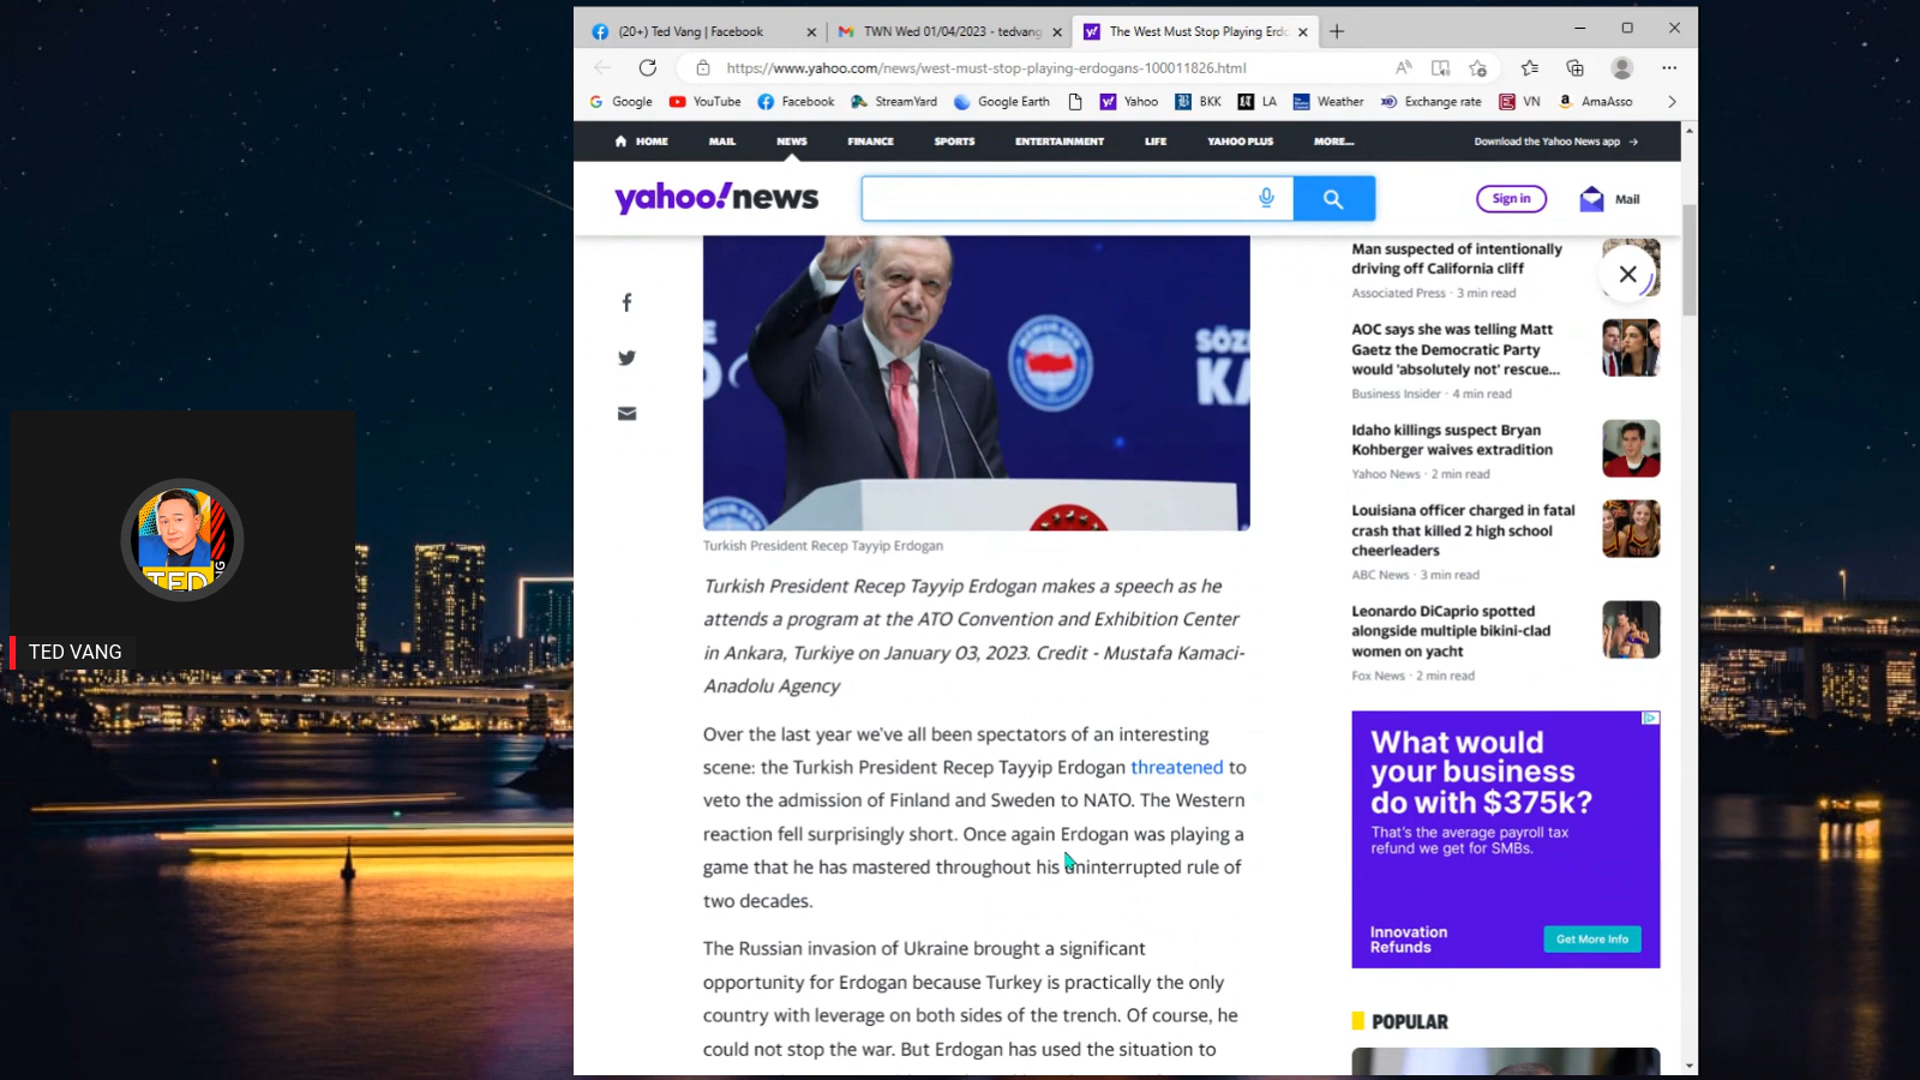 (20+) Ted Vang | Facebook
TWN Wed 01/04/2023 - tedvang
The West Must Stop Playing Erdo
https://www.yahoo.com/news/west-must-stop-playing-erdogans-100011826.html
Google YouTube Facebook StreamYard Google Earth Yahoo BKK LA Weather Exchange rate VN AmaAsso
HOME MAIL NEWS FINANCE SPORTS ENTERTAINMENT LIFE YAHOO PLUS MORE... Download the Yahoo News app →
yahoo!news
Sign in
Mail
SÖZ
KA
Turkish President Recep Tayyip Erdogan
Turkish President Recep Tayyip Erdogan makes a speech as he
attends a program at the ATO Convention and Exhibition Center
in Ankara, Turkiye on January 03, 2023. Credit - Mustafa Kamaci-
Anadolu Agency
Over the last year we've all been spectators of an interesting
scene: the Turkish President Recep Tayyip Erdogan threatened to
veto the admission of Finland and Sweden to NATO. The Western
reaction fell surprisingly short. Once again Erdogan was playing a
game that he has mastered throughout his uninterrupted rule of
two decades.
The Russian invasion of Ukraine brought a significant
opportunity for Erdogan because Turkey is practically the only
country with leverage on both sides of the trench. Of course, he
could not stop the war. But Erdogan has used the situation to
Man suspected of intentionally
driving off California cliff
Associated Press · 3 min read
AOC says she was telling Matt
Gaetz the Democratic Party
would 'absolutely not' rescue...
Business Insider · 4 min read
Idaho killings suspect Bryan
Kohberger waives extradition
Yahoo News · 2 min read
Louisiana officer charged in fatal
crash that killed 2 high school
cheerleaders
ABC News · 3 min read
Leonardo DiCaprio spotted
alongside multiple bikini-clad
women on yacht
Fox News · 2 min read
What would
your business
do with $375k?
That's the average payroll tax
refund we get for SMBs.
Innovation
Refunds
Get More Info
POPULAR
TED
TED VANG